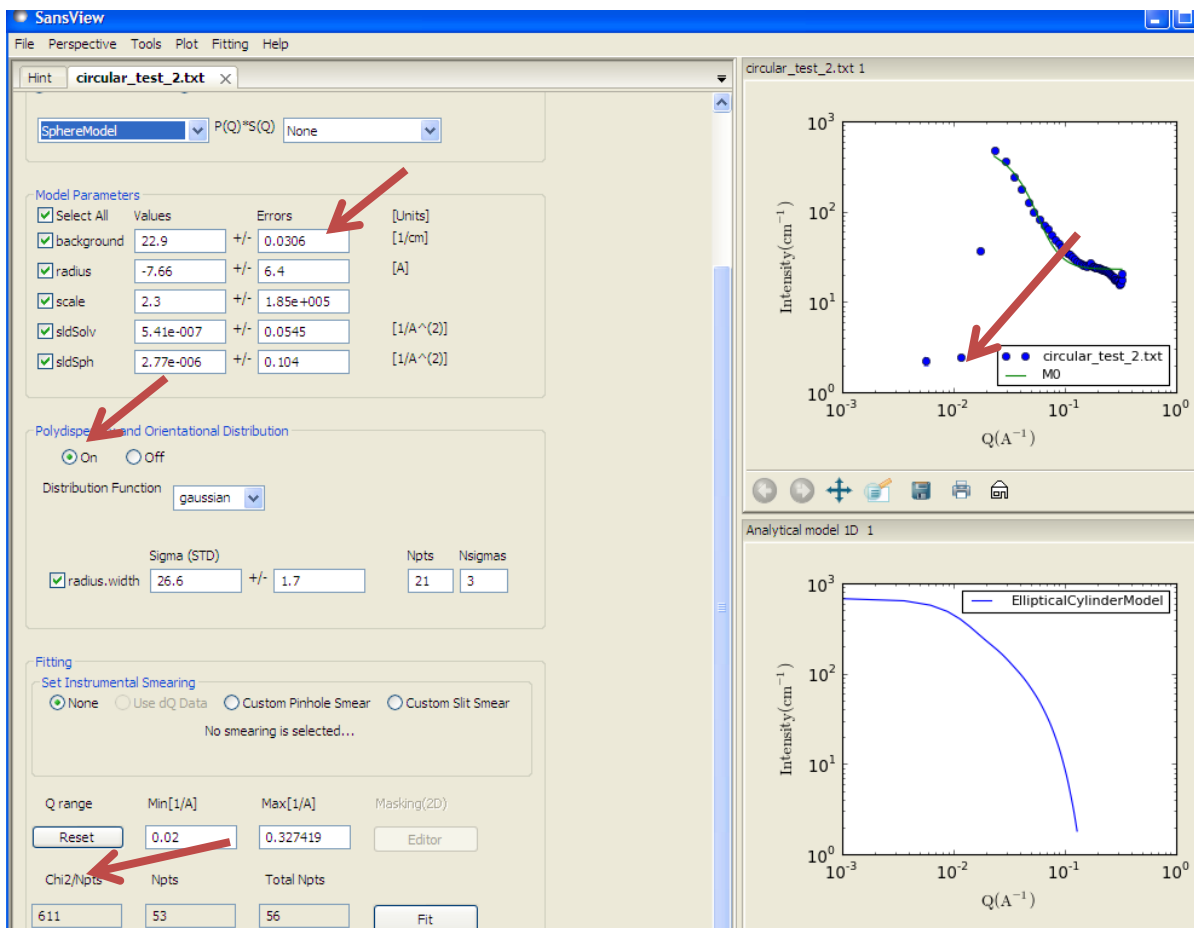 SansView
File Perspective Tools Plot Fitting Help
Hint circular_test_2.txt
SphereModel P(Q)*S(Q) None
Model Parameters
Select All Values Errors [Units]
background 22.9 +/- 0.0306 [1/cm]
radius -7.66 +/- 6.4 [A]
scale 2.3 +/- 1.85e+005
sldSolv 5.41e-007 +/- 0.0545 [1/A^(2)]
sldSph 2.77e-006 +/- 0.104 [1/A^(2)]
and Orientational Distribution
On Off
Distribution Function gaussian
Sigma (STD) Npts Nsigmas
radius.width 26.6 +/- 1.7 21 3
Fitting
Set Instrumental Smearing
None Use dQ Data Custom Pinhole Smear Custom Slit Smear
No smearing is selected...
Q range Min[1/A] Max[1/A] Masking(2D)
Reset 0.02 0.327419 Editor
Chi2/Npts Npts Total Npts
611 53 56 Fit
circular_test_2.txt 1
10^3
10^2
10^1
10^0
Intensity(cm^-1)
circular_test_2.txt
M0
10^-3 10^-2 10^-1 10^0
Q(A^-1)
Analytical model 1D 1
10^3
10^2
10^1
10^0
Intensity(cm^-1)
EllipticalCylinderModel
10^-3 10^-2 10^-1 10^0
Q(A^-1)